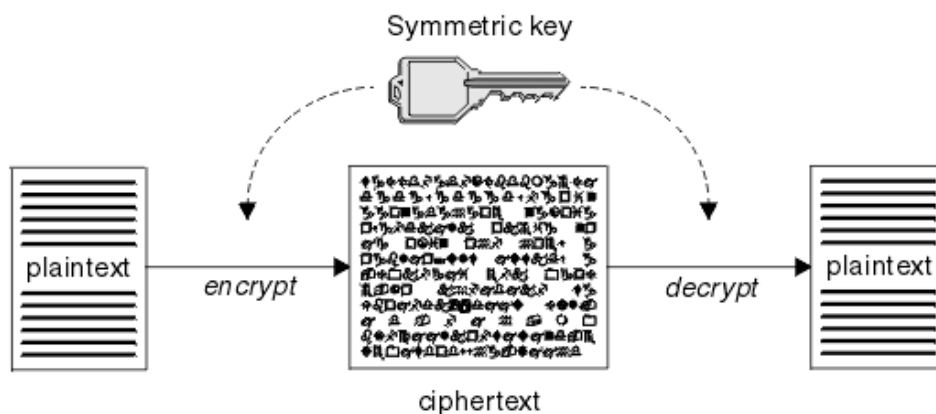 Symmetric key
plaintext
encrypt
decrypt
plaintext
ciphertext